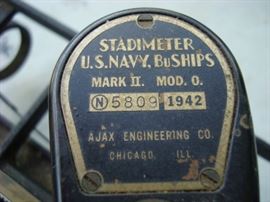 STADIMETER
U.S. NAVY, BuSHIPS
MARK II. MOD. 0.
N 5809 1942
AJAX ENGINEERING CO.
CHICAGO, ILL.